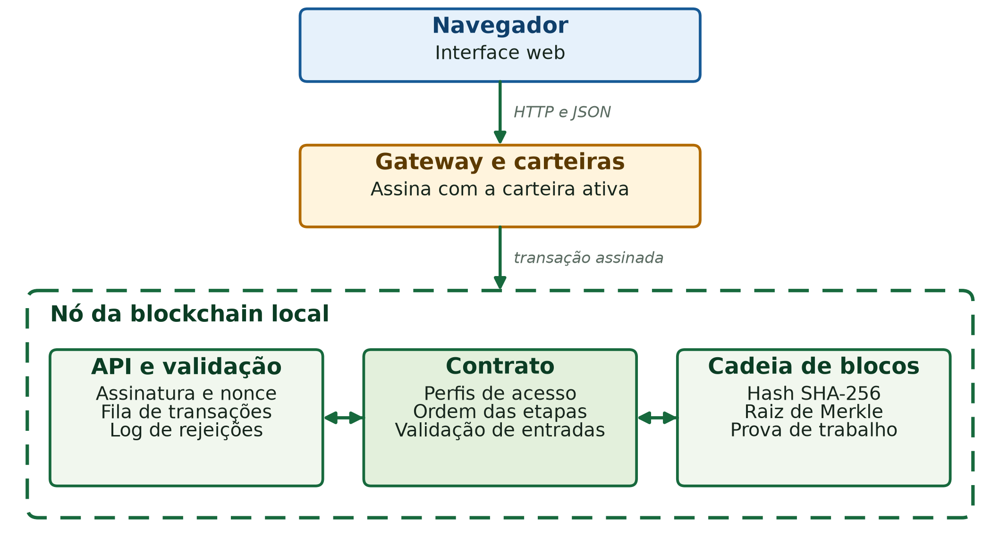 Navegador
Interface web
HTTP e JSON
Gateway e carteiras
Assina com a carteira ativa
transação assinada
Nó da blockchain local
API e validação
Assinatura e nonce
Fila de transações
Log de rejeições
Contrato
Perfis de acesso
Ordem das etapas
Validação de entradas
Cadeia de blocos
Hash SHA-256
Raiz de Merkle
Prova de trabalho